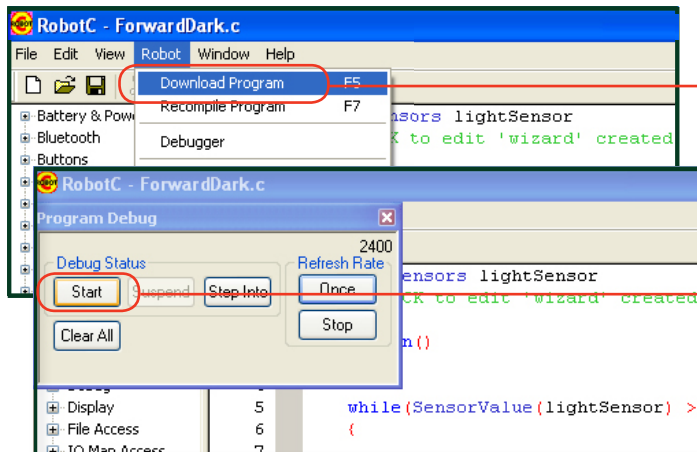 RobotC - ForwardDark.c
File Edit View Robot Window Help
Download Program F5
Recompile Program F7
Debugger
Battery & Pow
Bluetooth
Buttons
nsors lightSensor
K to edit 'wizard' created
RobotC - ForwardDark.c
Program Debug
2400
Debug Status
Refresh Rate
Start Suspend Step Into Once
Clear All Stop
ensors lightSensor
CK to edit 'wizard' created
n()
Display
File Access
IO Map Access
5 while(SensorValue(lightSensor) >
6 {
7